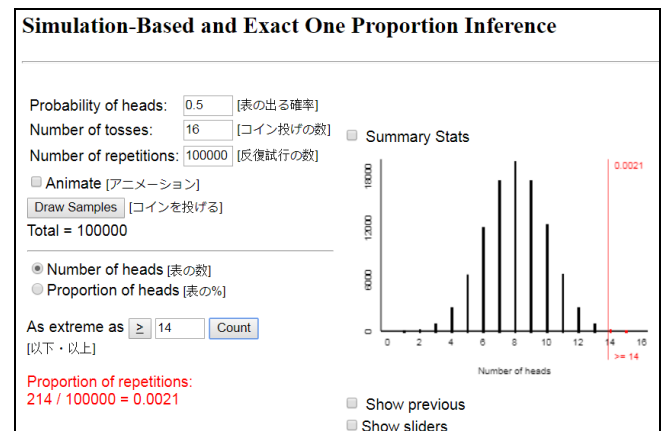 Simulation-Based and Exact One Proportion Inference
Probability of heads: 0.5 [表の出る確率]
Number of tosses: 16 [コイン投げの数]
Number of repetitions: 100000 [反復試行の数]
Animate [アニメーション]
Draw Samples [コインを投げる]
Total = 100000
Number of heads [表の数]
Proportion of heads [表の%]
As extreme as ≥ 14 Count
[以下・以上]
Proportion of repetitions:
214 / 100000 = 0.0021
Summary Stats
0.0021
18000
12000
6000
0
0 2 4 6 8 10 12 14 16
>= 14
Number of heads
Show previous
Show sliders